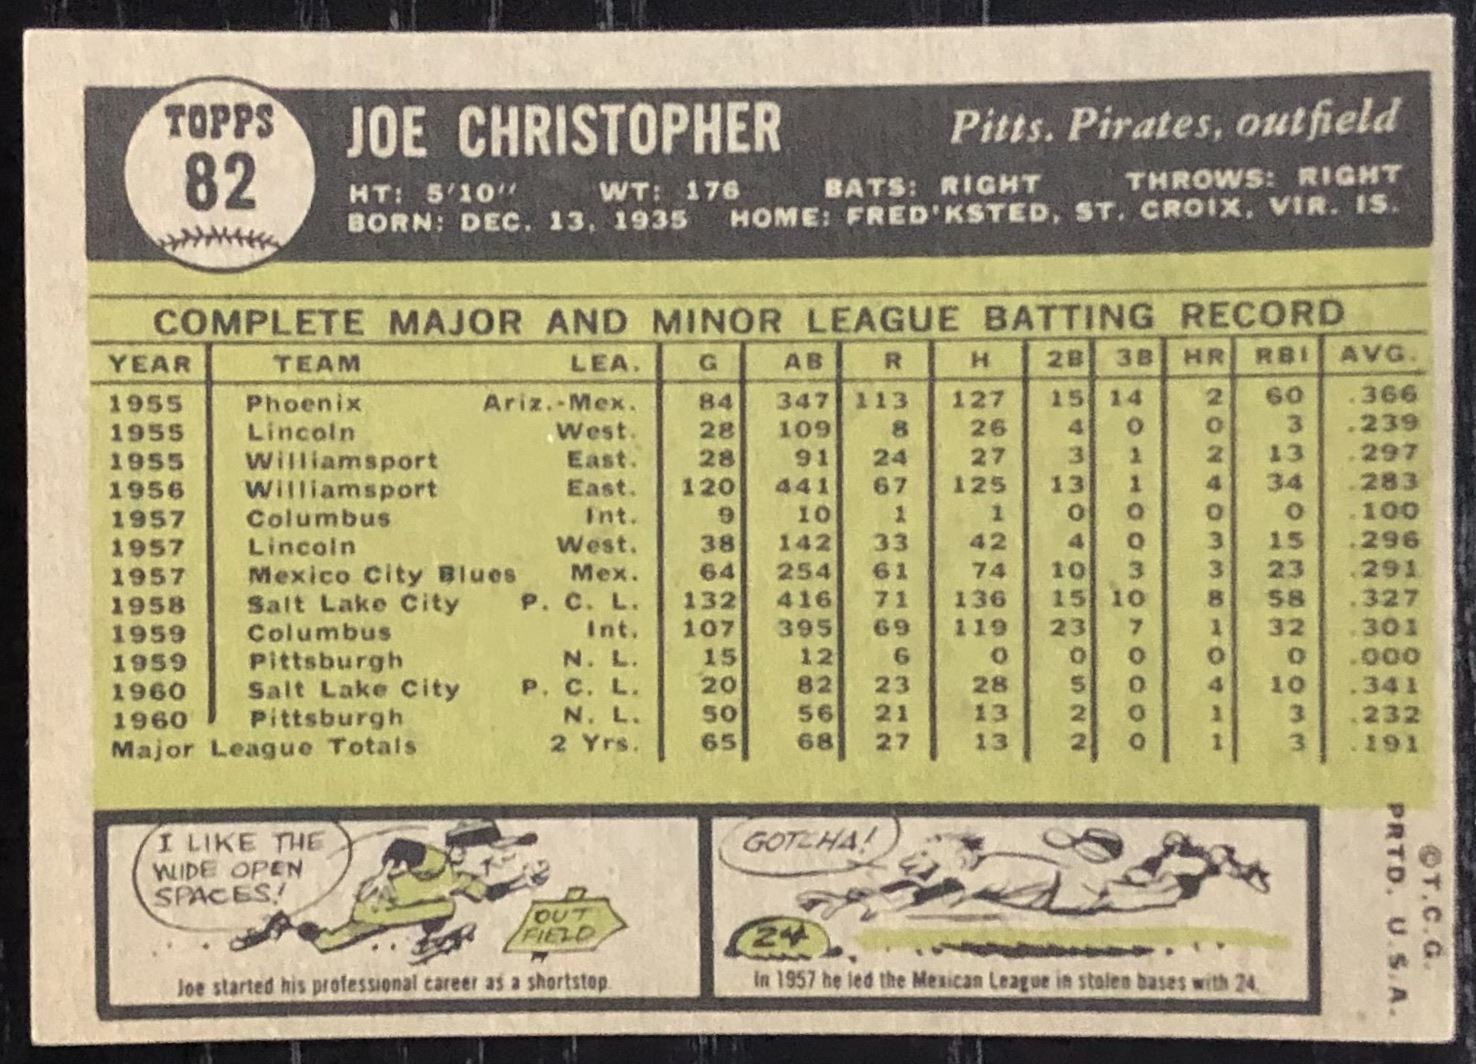 TOPPS
82
JOE CHRISTOPHER
Pitts. Pirates, outfield
HT: 5'10" WT: 176 BATS: RIGHT THROWS: RIGHT
BORN: DEC. 13, 1935 HOME: FRED'KSTED, ST. CROIX, VIR. IS.
COMPLETE MAJOR AND MINOR LEAGUE BATTING RECORD
YEAR TEAM LEA. G AB R H 2B 3B HR RBI AVG.
1955 Phoenix Ariz.-Mex. 84 347 113 127 15 14 2 60 .366
1955 Lincoln West. 28 109 8 26 4 0 0 3 .239
1955 Williamsport East. 28 91 24 27 3 1 2 13 .297
1956 Williamsport East. 120 441 67 125 13 1 4 34 .283
1957 Columbus Int. 9 10 1 1 0 0 0 0 .100
1957 Lincoln West. 38 142 33 42 4 0 3 15 .296
1957 Mexico City Blues Mex. 64 254 61 74 10 3 3 23 .291
1958 Salt Lake City P. C. L. 132 416 71 136 15 10 8 58 .327
1959 Columbus Int. 107 395 69 119 23 7 1 32 .301
1959 Pittsburgh N. L. 15 12 6 0 0 0 0 0 .000
1960 Salt Lake City P. C. L. 20 82 23 28 5 0 4 10 .341
1960 Pittsburgh N. L. 50 56 21 13 2 0 1 3 .232
Major League Totals 2 Yrs. 65 68 27 13 2 0 1 3 .191
I LIKE THE
WIDE OPEN
SPACES!
OUT
FIELD
Joe started his professional career as a shortstop.
GOTCHA!
24
In 1957 he led the Mexican League in stolen bases with 24.
©T.C.G.
PRTD. U.S.A.